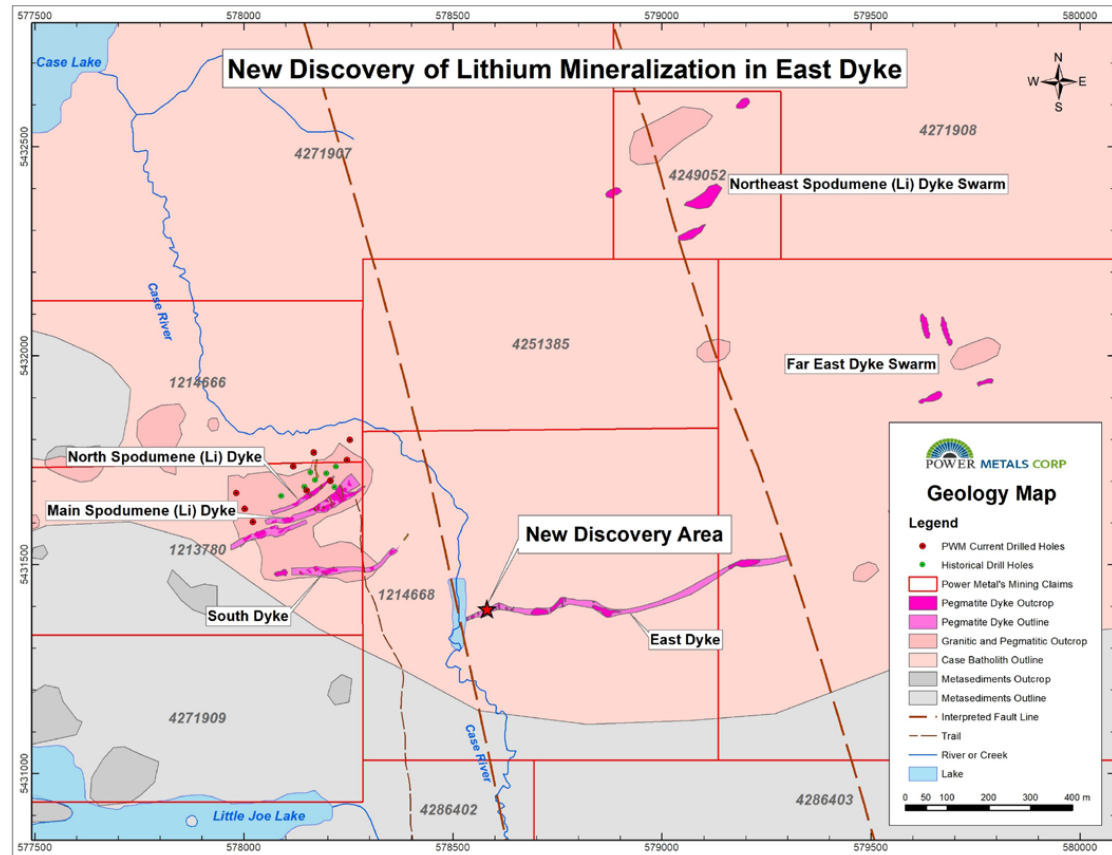 577500 578000 578500 579000 579500 580000
Case Lake
New Discovery of Lithium Mineralization in East Dyke
N
W E
S
5432500
4271907
4271908
4249052
Northeast Spodumene (Li) Dyke Swarm
Case River
5432000
4251385
Far East Dyke Swarm
1214666
North Spodumene (Li) Dyke
Main Spodumene (Li) Dyke
New Discovery Area
5431500
1213780
1214668
South Dyke
East Dyke
4271909
Case River
5431000
4286402
4286403
Little Joe Lake
POWER METALS CORP
Geology Map
Legend
PWM Current Drilled Holes
Historical Drill Holes
Power Metal's Mining Claims
Pegmatite Dyke Outcrop
Pegmatite Dyke Outline
Granitic and Pegmatitic Outcrop
Case Batholith Outline
Metasediments Outcrop
Metasediments Outline
Interpreted Fault Line
Trail
River or Creek
Lake
0 50 100 200 300 400 m
577500 578000 578500 579000 579500 580000